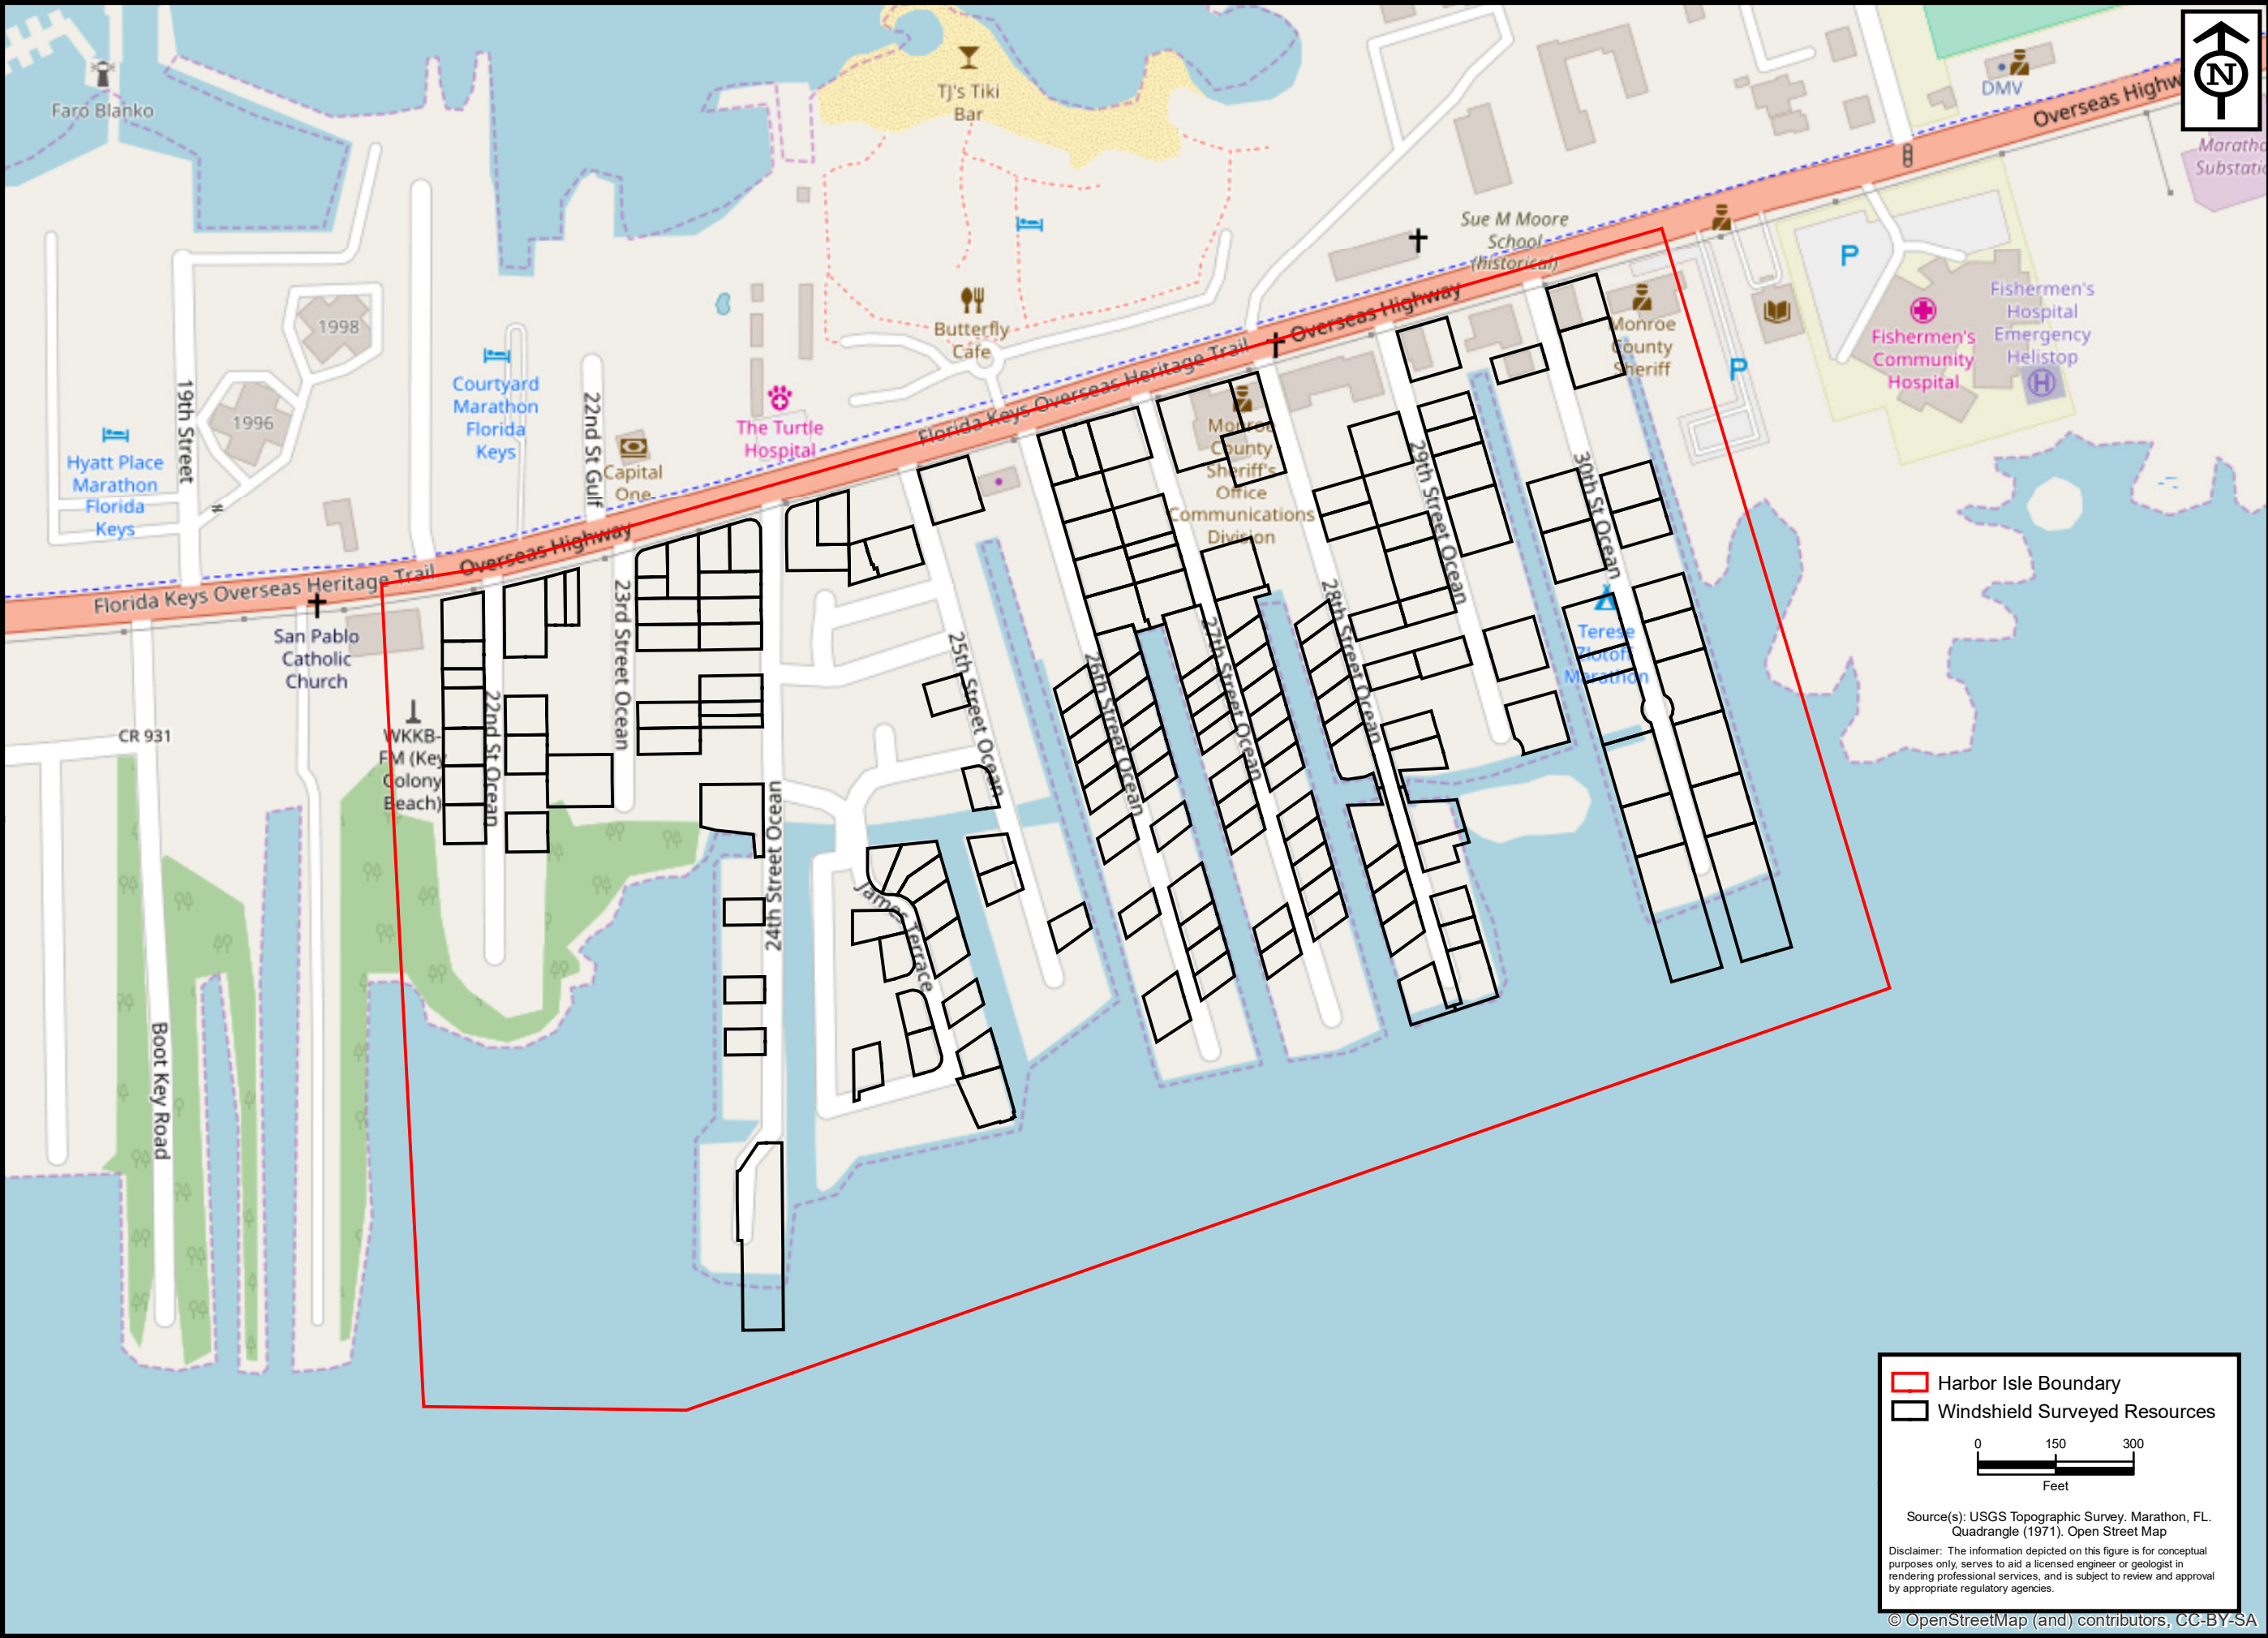 Faro Blanko
TJ's Tiki
Bar
DMV
Overseas Highw
N
Maratho
Substati
Sue M Moore
School
(historical)
P
Fishermen's
Hospital
Emergency
Helistop
H
Fishermen's
Community
Hospital
Monroe
County
Sheriff
P
1998
1996
19th Street
Hyatt Place
Marathon
Florida
Keys
Courtyard
Marathon
Florida
Keys
22nd St Gulf
Capital
One
The Turtle
Hospital
Butterfly
Cafe
Florida Keys Overseas Heritage Trail
Overseas Highway
Florida Keys Overseas Heritage Trail
Overseas Highway
Monroe
County
Sheriff's
Office
Communications
Division
San Pablo
Catholic
Church
CR 931
WKKB-
FM (Key
Colony
Beach)
22nd St Ocean
23rd Street Ocean
24th Street Ocean
25th Street Ocean
26th Street Ocean
27th Street Ocean
28th Street Ocean
29th Street Ocean
30th St Ocean
Terese
Zlotoff
Marathon
James Terrace
Boot Key Road
Harbor Isle Boundary
Windshield Surveyed Resources
0 150 300
Feet
Source(s): USGS Topographic Survey. Marathon, FL.
Quadrangle (1971). Open Street Map
Disclaimer: The information depicted on this figure is for conceptual
purposes only, serves to aid a licensed engineer or geologist in
rendering professional services, and is subject to review and approval
by appropriate regulatory agencies.
© OpenStreetMap (and) contributors, CC-BY-SA